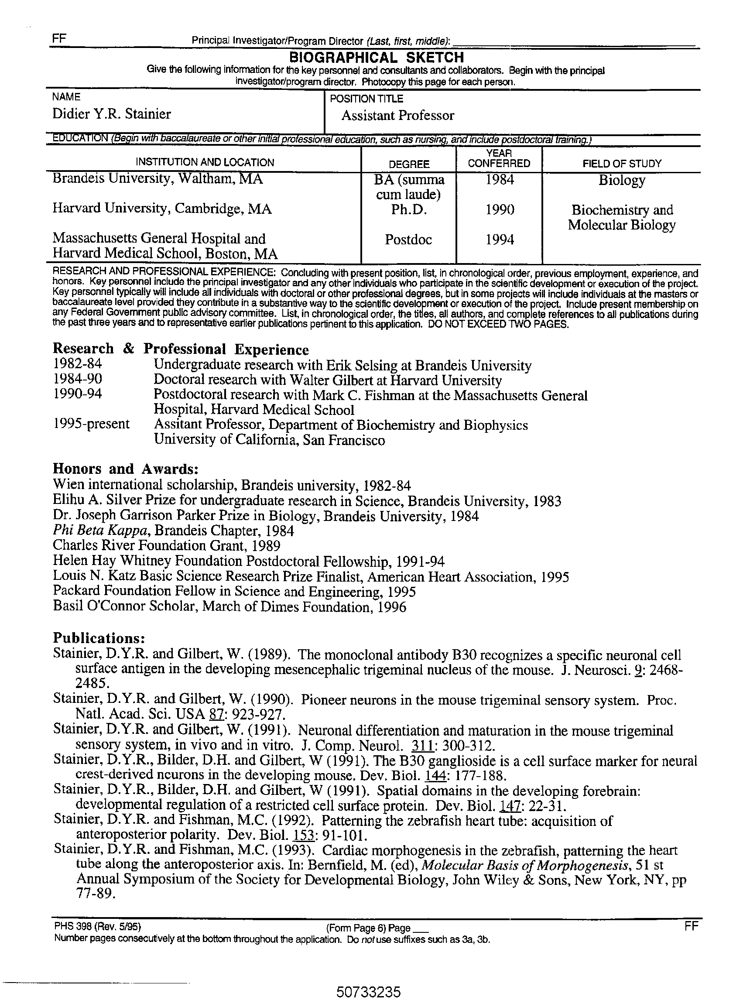 FF
Principal Investigator/Program Director (Last, first, middle):
BIOGRAPHICAL SKETCH
Give the following information for the key personnel and consultants and collaborators. Begin with the principal
investigator/program director. Photocopy this page for each person.
NAME
POSITION TITLE
Didier Y.R. Stainier
Assistant Professor
EDUCATION (Begin with baccalaureate or other initial professional education, such as nursing, and include postdoctoral training.)
INSTITUTION AND LOCATION
DEGREE
YEAR
CONFERRED
FIELD OF STUDY
Brandeis University, Waltham, MA
BA (summa
cum laude)
1984
Biology
Harvard University, Cambridge, MA
Ph.D.
1990
Biochemistry and
Molecular Biology
Massachusetts General Hospital and
Harvard Medical School, Boston, MA
Postdoc
1994
RESEARCH AND PROFESSIONAL EXPERIENCE: Concluding with present position, list, in chronological order, previous employment, experience, and
honors. Key personnel include the principal investigator and any other individuals who participate in the scientific development or execution of the project.
Key personnel typically will include all individuals with doctoral or other professional degrees, but in some projects will include individuals at the masters or
baccalaureate level provided they contribute in a substantive way to the scientific development or execution of the project. Include present membership on
any Federal Government public advisory committee. List, in chronological order, the titles, all authors, and complete references to all publications during
the past three years and to representative earlier publications pertinent to this application. DO NOT EXCEED TWO PAGES.
Research & Professional Experience
1982-84 Undergraduate research with Erik Selsing at Brandeis University
1984-90 Doctoral research with Walter Gilbert at Harvard University
1990-94 Postdoctoral research with Mark C. Fishman at the Massachusetts General
Hospital, Harvard Medical School
1995-present Assitant Professor, Department of Biochemistry and Biophysics
University of California, San Francisco
Honors and Awards:
Wien international scholarship, Brandeis university, 1982-84
Elihu A. Silver Prize for undergraduate research in Science, Brandeis University, 1983
Dr. Joseph Garrison Parker Prize in Biology, Brandeis University, 1984
Phi Beta Kappa, Brandeis Chapter, 1984
Charles River Foundation Grant, 1989
Helen Hay Whitney Foundation Postdoctoral Fellowship, 1991-94
Louis N. Katz Basic Science Research Prize Finalist, American Heart Association, 1995
Packard Foundation Fellow in Science and Engineering, 1995
Basil O'Connor Scholar, March of Dimes Foundation, 1996
Publications:
Stainier, D.Y.R. and Gilbert, W. (1989). The monoclonal antibody B30 recognizes a specific neuronal cell
surface antigen in the developing mesencephalic trigeminal nucleus of the mouse. J. Neurosci. 9: 2468-
2485.
Stainier, D.Y.R. and Gilbert, W. (1990). Pioneer neurons in the mouse trigeminal sensory system. Proc.
Natl. Acad. Sci. USA 87: 923-927.
Stainier, D.Y.R. and Gilbert, W. (1991). Neuronal differentiation and maturation in the mouse trigeminal
sensory system, in vivo and in vitro. J. Comp. Neurol. 311: 300-312.
Stainier, D.Y.R., Bilder, D.H. and Gilbert, W (1991). The B30 ganglioside is a cell surface marker for neural
crest-derived neurons in the developing mouse. Dev. Biol. 144: 177-188.
Stainier, D.Y.R., Bilder, D.H. and Gilbert, W (1991). Spatial domains in the developing forebrain:
developmental regulation of a restricted cell surface protein. Dev. Biol. 147: 22-31.
Stainier, D.Y.R. and Fishman, M.C. (1992). Patterning the zebrafish heart tube: acquisition of
anteroposterior polarity. Dev. Biol. 153: 91-101.
Stainier, D.Y.R. and Fishman, M.C. (1993). Cardiac morphogenesis in the zebrafish, patterning the heart
tube along the anteroposterior axis. In: Bernfield, M. (ed), Molecular Basis of Morphogenesis, 51 st
Annual Symposium of the Society for Developmental Biology, John Wiley & Sons, New York, NY, pp
77-89.
PHS 398 (Rev. 5/95)
(Form Page 6) Page
FF
Number pages consecutively at the bottom throughout the application. Do not use suffixes such as 3a, 3b.
50733235